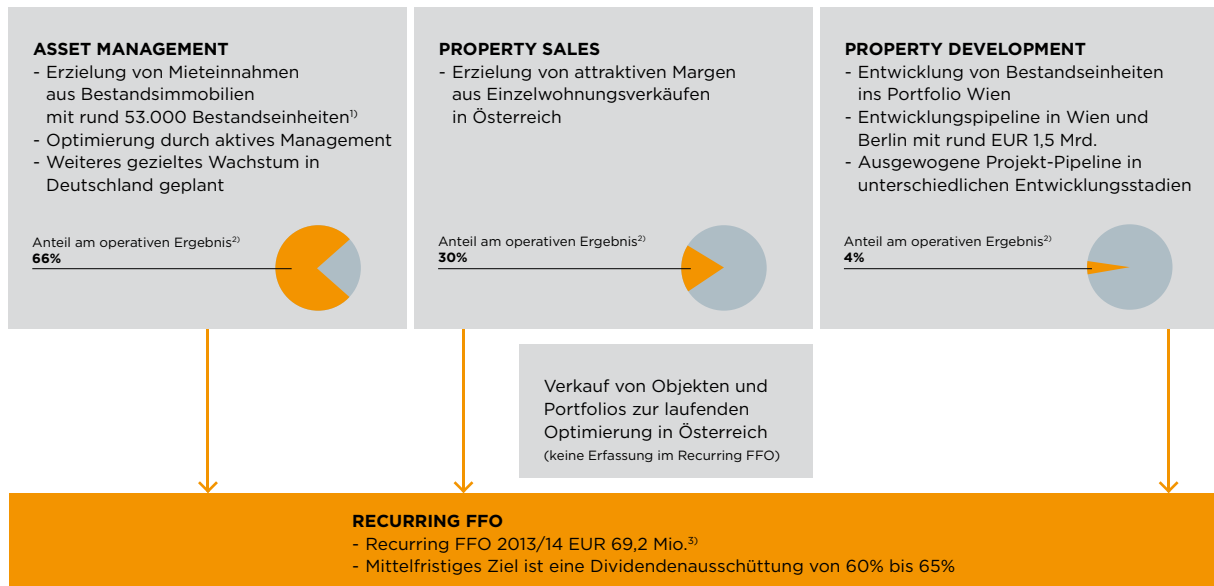 ASSET MANAGEMENT
- Erzielung von Mieteinnahmen
aus Bestandsimmobilien
mit rund 53.000 Bestandseinheiten¹⁾
- Optimierung durch aktives Management
- Weiteres gezieltes Wachstum in
Deutschland geplant
Anteil am operativen Ergebnis²⁾
66%
PROPERTY SALES
- Erzielung von attraktiven Margen
aus Einzelwohnungsverkäufen
in Österreich
Anteil am operativen Ergebnis²⁾
30%
PROPERTY DEVELOPMENT
- Entwicklung von Bestandseinheiten
ins Portfolio Wien
- Entwicklungspipeline in Wien und
Berlin mit rund EUR 1,5 Mrd.
- Ausgewogene Projekt-Pipeline in
unterschiedlichen Entwicklungsstadien
Anteil am operativen Ergebnis²⁾
4%
Verkauf von Objekten und
Portfolios zur laufenden
Optimierung in Österreich
(keine Erfassung im Recurring FFO)
RECURRING FFO
- Recurring FFO 2013/14 EUR 69,2 Mio.³⁾
- Mittelfristiges Ziel ist eine Dividendenausschüttung von 60% bis 65%